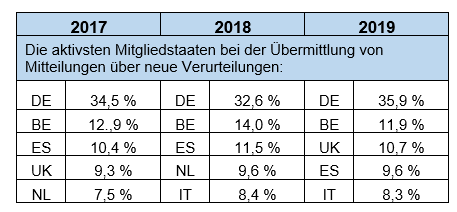 2017 2018 2019
Die aktivsten Mitgliedstaaten bei der Übermittlung von
Mitteilungen über neue Verurteilungen:
DE 34,5 % DE 32,6 % DE 35,9 %
BE 12.,9 % BE 14,0 % BE 11,9 %
ES 10,4 % ES 11,5 % UK 10,7 %
UK 9,3 % NL 9,6 % ES 9,6 %
NL 7,5 % IT 8,4 % IT 8,3 %